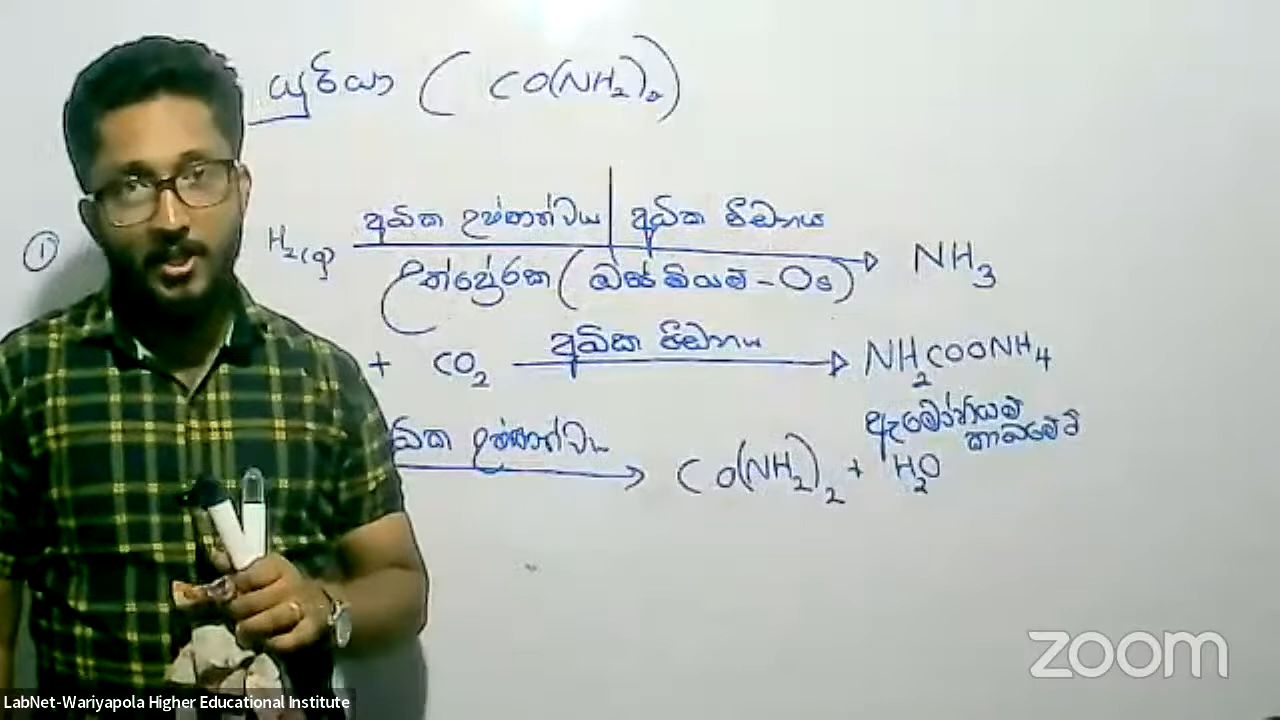 යූරියා ( CO(NH₂)₂ )
අධික උෂ්ණත්වය | අධික පීඩනය
① H₂(g) → NH₃
උත්ප්‍රේරක ( ඔස්මියම් - Os )
අධික පීඩනය
+ CO₂ → NH₂COONH₄
ඇමෝනියම්
කාබමේට්
උෂ්ණත්වය
→ CO(NH₂)₂ + H₂O
zoom
LabNet-Wariyapola Higher Educational Institute